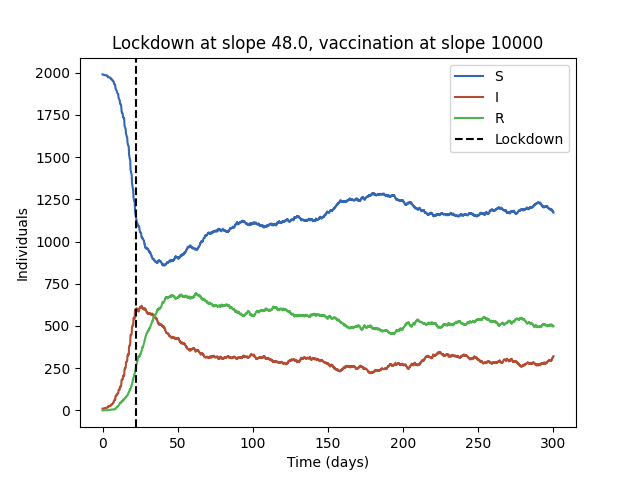 Lockdown at slope 48.0, vaccination at slope 10000
S
I
R
Lockdown
Individuals
2000
1750
1500
1250
1000
750
500
250
0
0 50 100 150 200 250 300
Time (days)